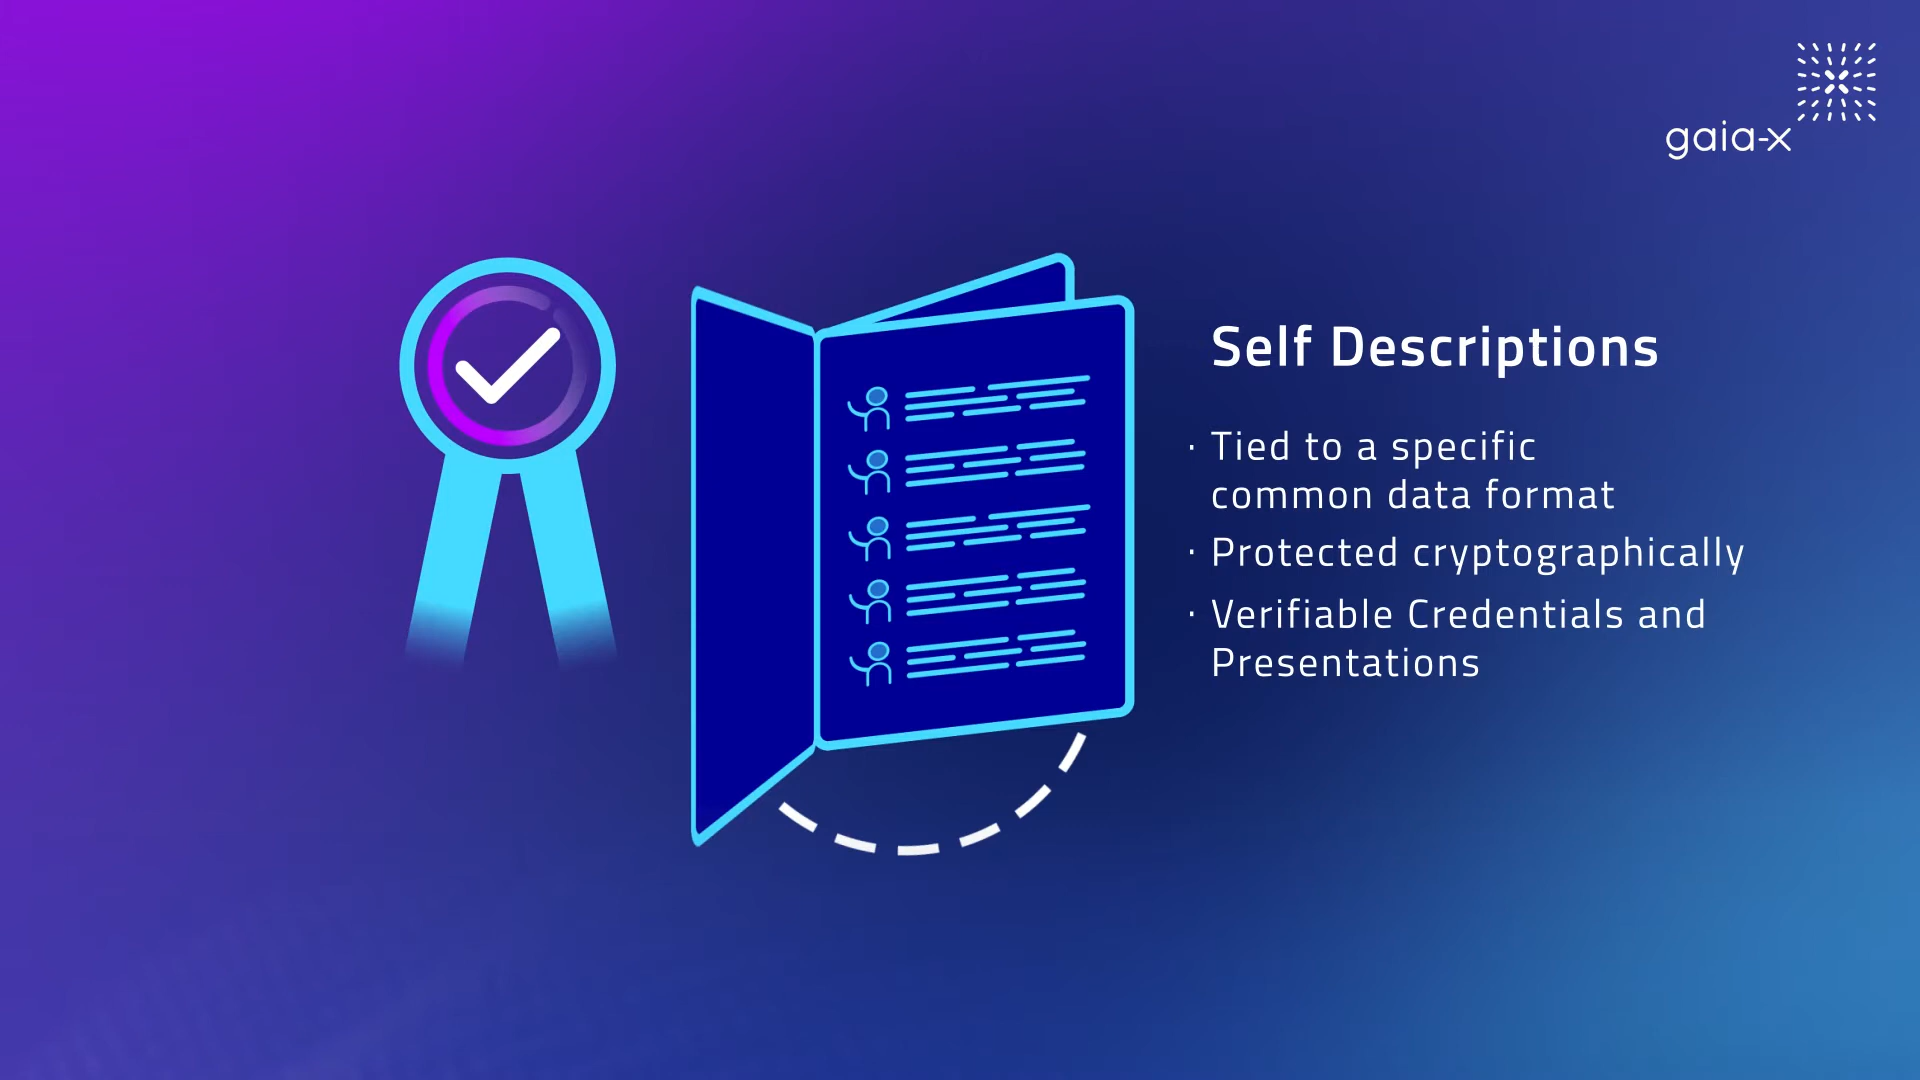 gaia-x
Self Descriptions
· Tied to a specific
common data format
· Protected cryptographically
· Verifiable Credentials and
Presentations